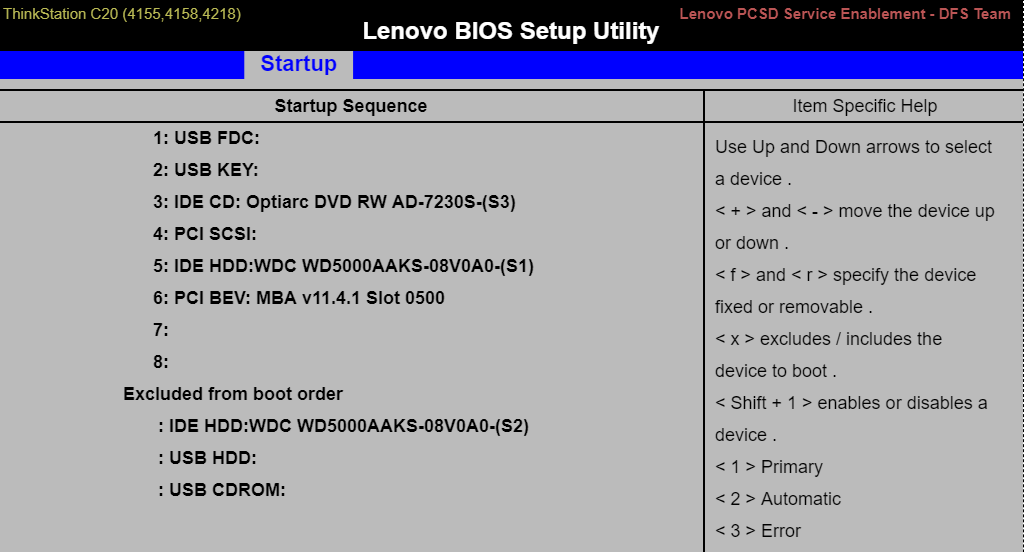 ThinkStation C20 (4155,4158,4218)
Lenovo PCSD Service Enablement - DFS Team
Lenovo BIOS Setup Utility
Startup
Startup Sequence
1: USB FDC:
2: USB KEY:
3: IDE CD: Optiarc DVD RW AD-7230S-(S3)
4: PCI SCSI:
5: IDE HDD:WDC WD5000AAKS-08V0A0-(S1)
6: PCI BEV: MBA v11.4.1 Slot 0500
7:
8:
Excluded from boot order
: IDE HDD:WDC WD5000AAKS-08V0A0-(S2)
: USB HDD:
: USB CDROM:
Item Specific Help
Use Up and Down arrows to select
a device .
< + > and < - > move the device up
or down .
< f > and < r > specify the device
fixed or removable .
< x > excludes / includes the
device to boot .
< Shift + 1 > enables or disables a
device .
< 1 > Primary
< 2 > Automatic
< 3 > Error